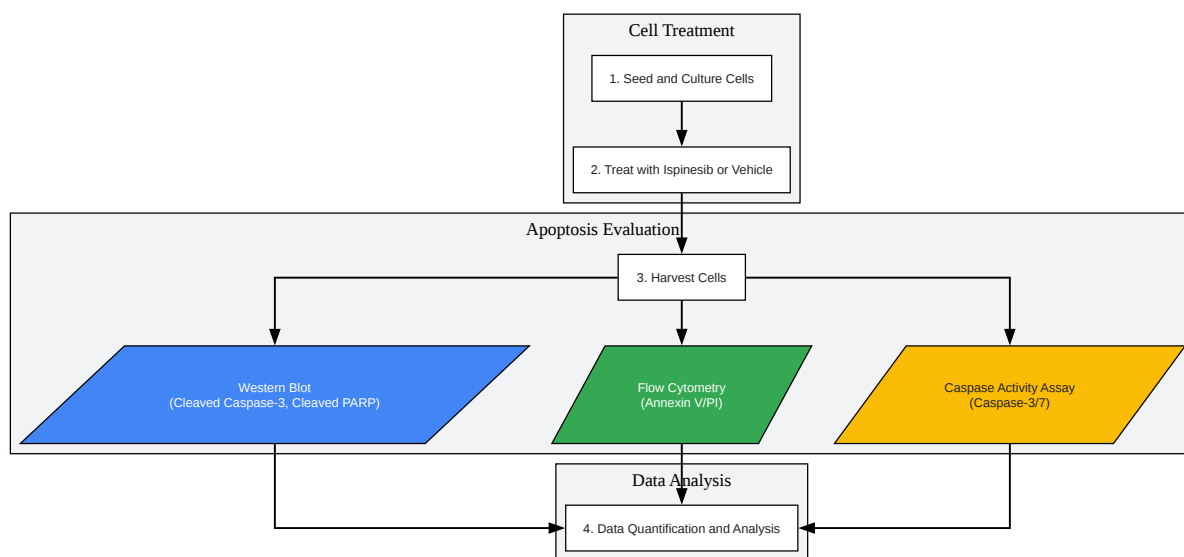 Cell Treatment
1. Seed and Culture Cells
2. Treat with Ispinesib or Vehicle
Apoptosis Evaluation
3. Harvest Cells
Western Blot
(Cleaved Caspase-3, Cleaved PARP)
Flow Cytometry
(Annexin V/PI)
Caspase Activity Assay
(Caspase-3/7)
Data Analysis
4. Data Quantification and Analysis